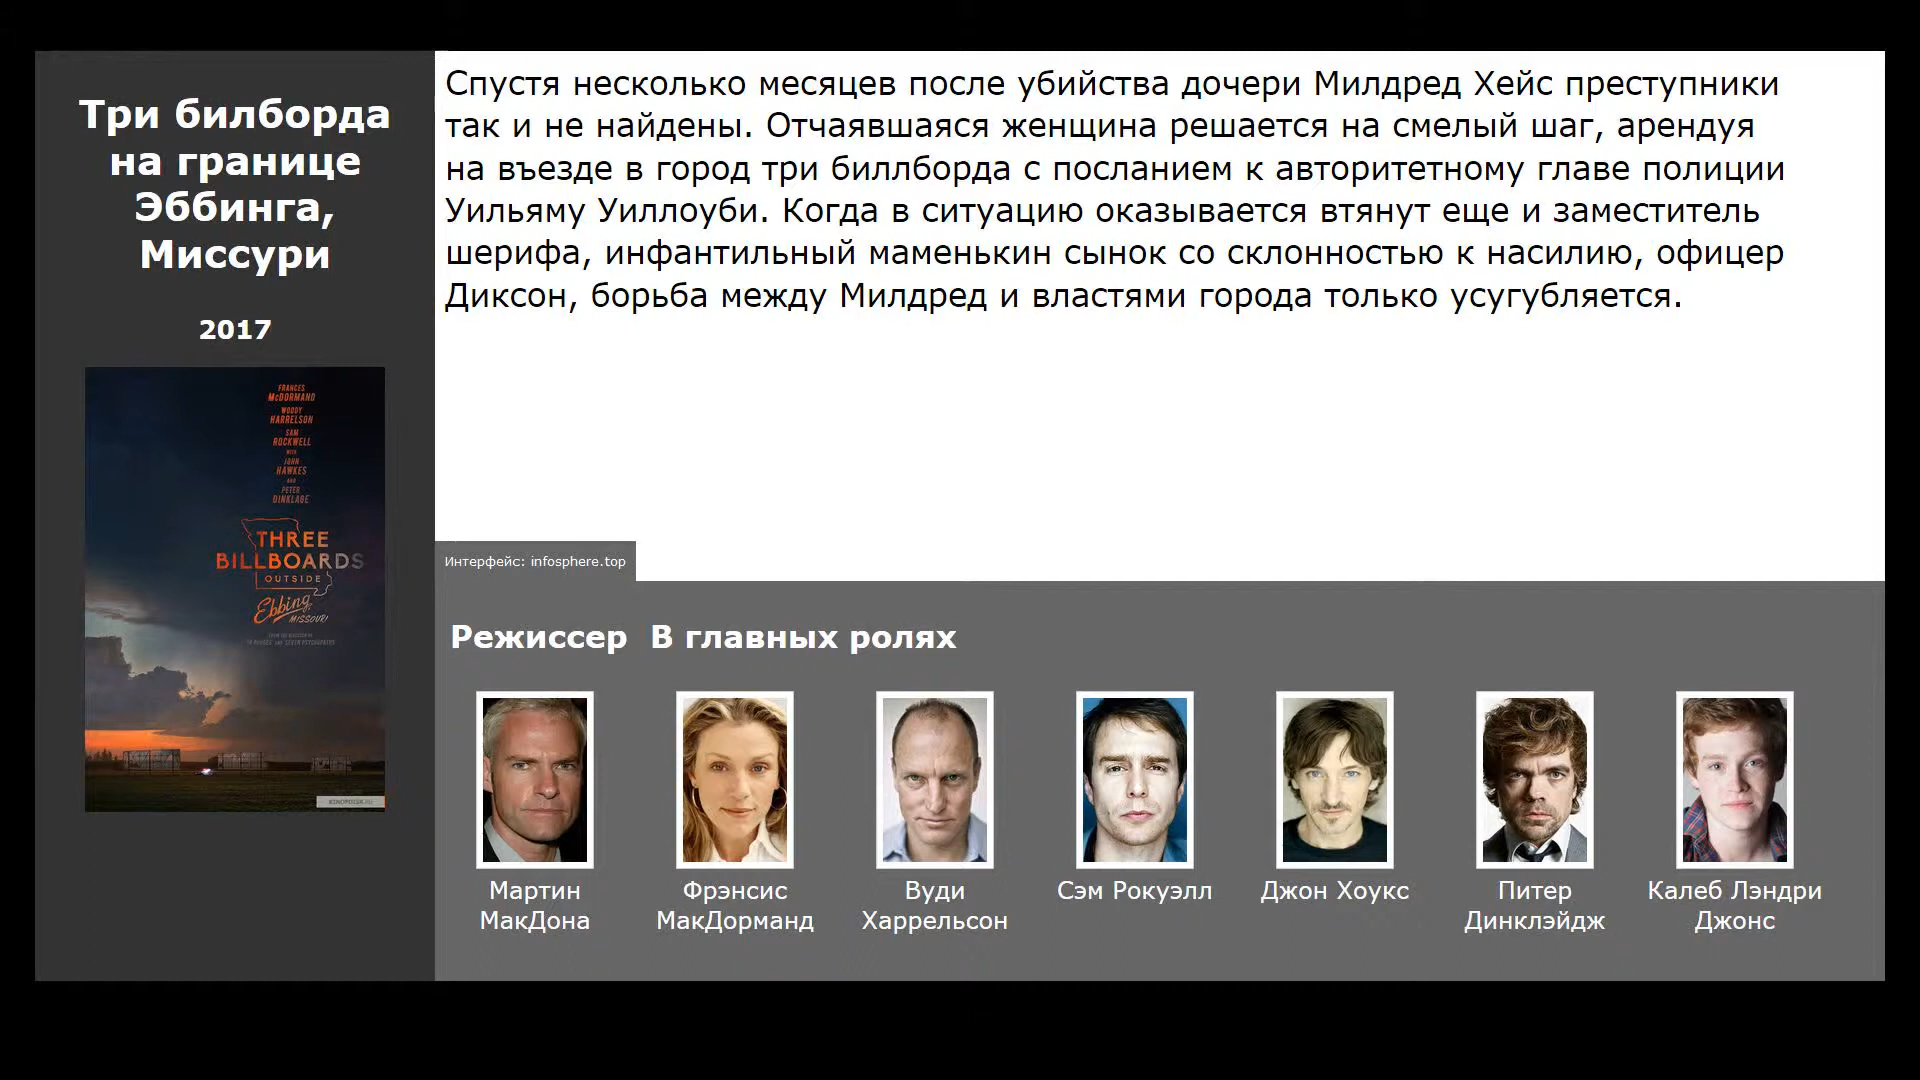 Три билборда
на границе
Эббинга,
Миссури
2017
FRANCES
McDORMAND
WOODY
HARRELSON
SAM
ROCKWELL
WITH
JOHN
HAWKES
AND
PETER
DINKLAGE
THREE
BILLBOARDS
OUTSIDE
Ebbing,
MISSOURI
KINOPOISK.RU
Спустя несколько месяцев после убийства дочери Милдред Хейс преступники
так и не найдены. Отчаявшаяся женщина решается на смелый шаг, арендуя
на въезде в город три биллборда с посланием к авторитетному главе полиции
Уильяму Уиллоуби. Когда в ситуацию оказывается втянут еще и заместитель
шерифа, инфантильный маменькин сынок со склонностью к насилию, офицер
Диксон, борьба между Милдред и властями города только усугубляется.
Интерфейс: infosphere.top
Режиссер В главных ролях
Мартин
МакДона
Фрэнсис
МакДорманд
Вуди
Харрельсон
Сэм Рокуэлл
Джон Хоукс
Питер
Динклэйдж
Калеб Лэндри
Джонс